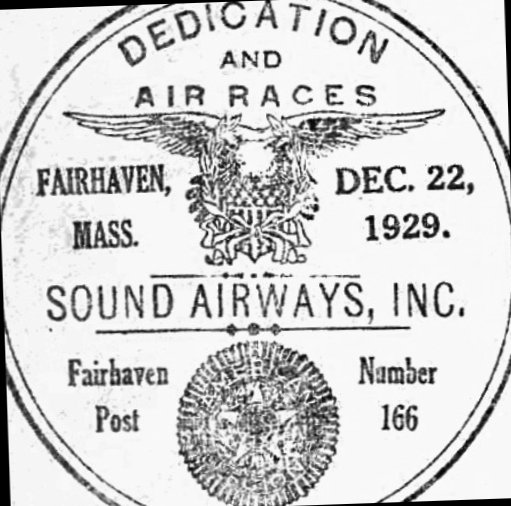 DEDICATION
AND
AIR RACES
FAIRHAVEN,
MASS.
DEC. 22,
1929.
SOUND AIRWAYS, INC.
Fairhaven
Post
Number
166